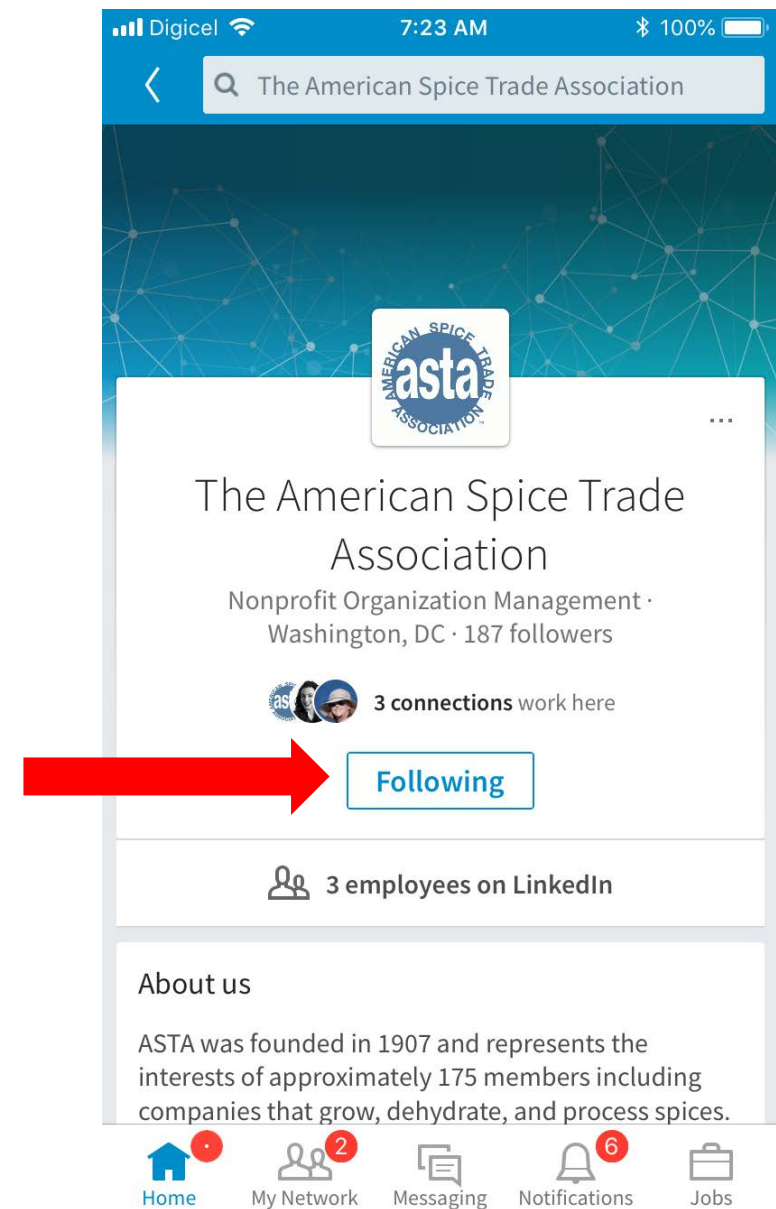 Digicel 7:23 AM 100%
The American Spice Trade Association
AMERICAN SPICE TRADE ASSOCIATION
asta
...
The American Spice Trade
Association
Nonprofit Organization Management ·
Washington, DC · 187 followers
3 connections work here
Following
3 employees on LinkedIn
About us
ASTA was founded in 1907 and represents the
interests of approximately 175 members including
companies that grow, dehydrate, and process spices.
2 6
Home My Network Messaging Notifications Jobs